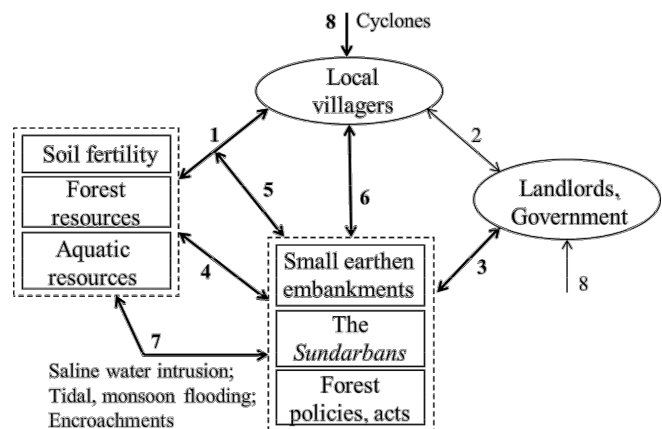 8 Cyclones
Local
villagers
1
2
Soil fertility
Forest
resources
Aquatic
resources
5
6
Landlords,
Government
4
3
8
Small earthen
embankments
The
Sundarbans
Forest
policies, acts
7
Saline water intrusion;
Tidal, monsoon flooding;
Encroachments